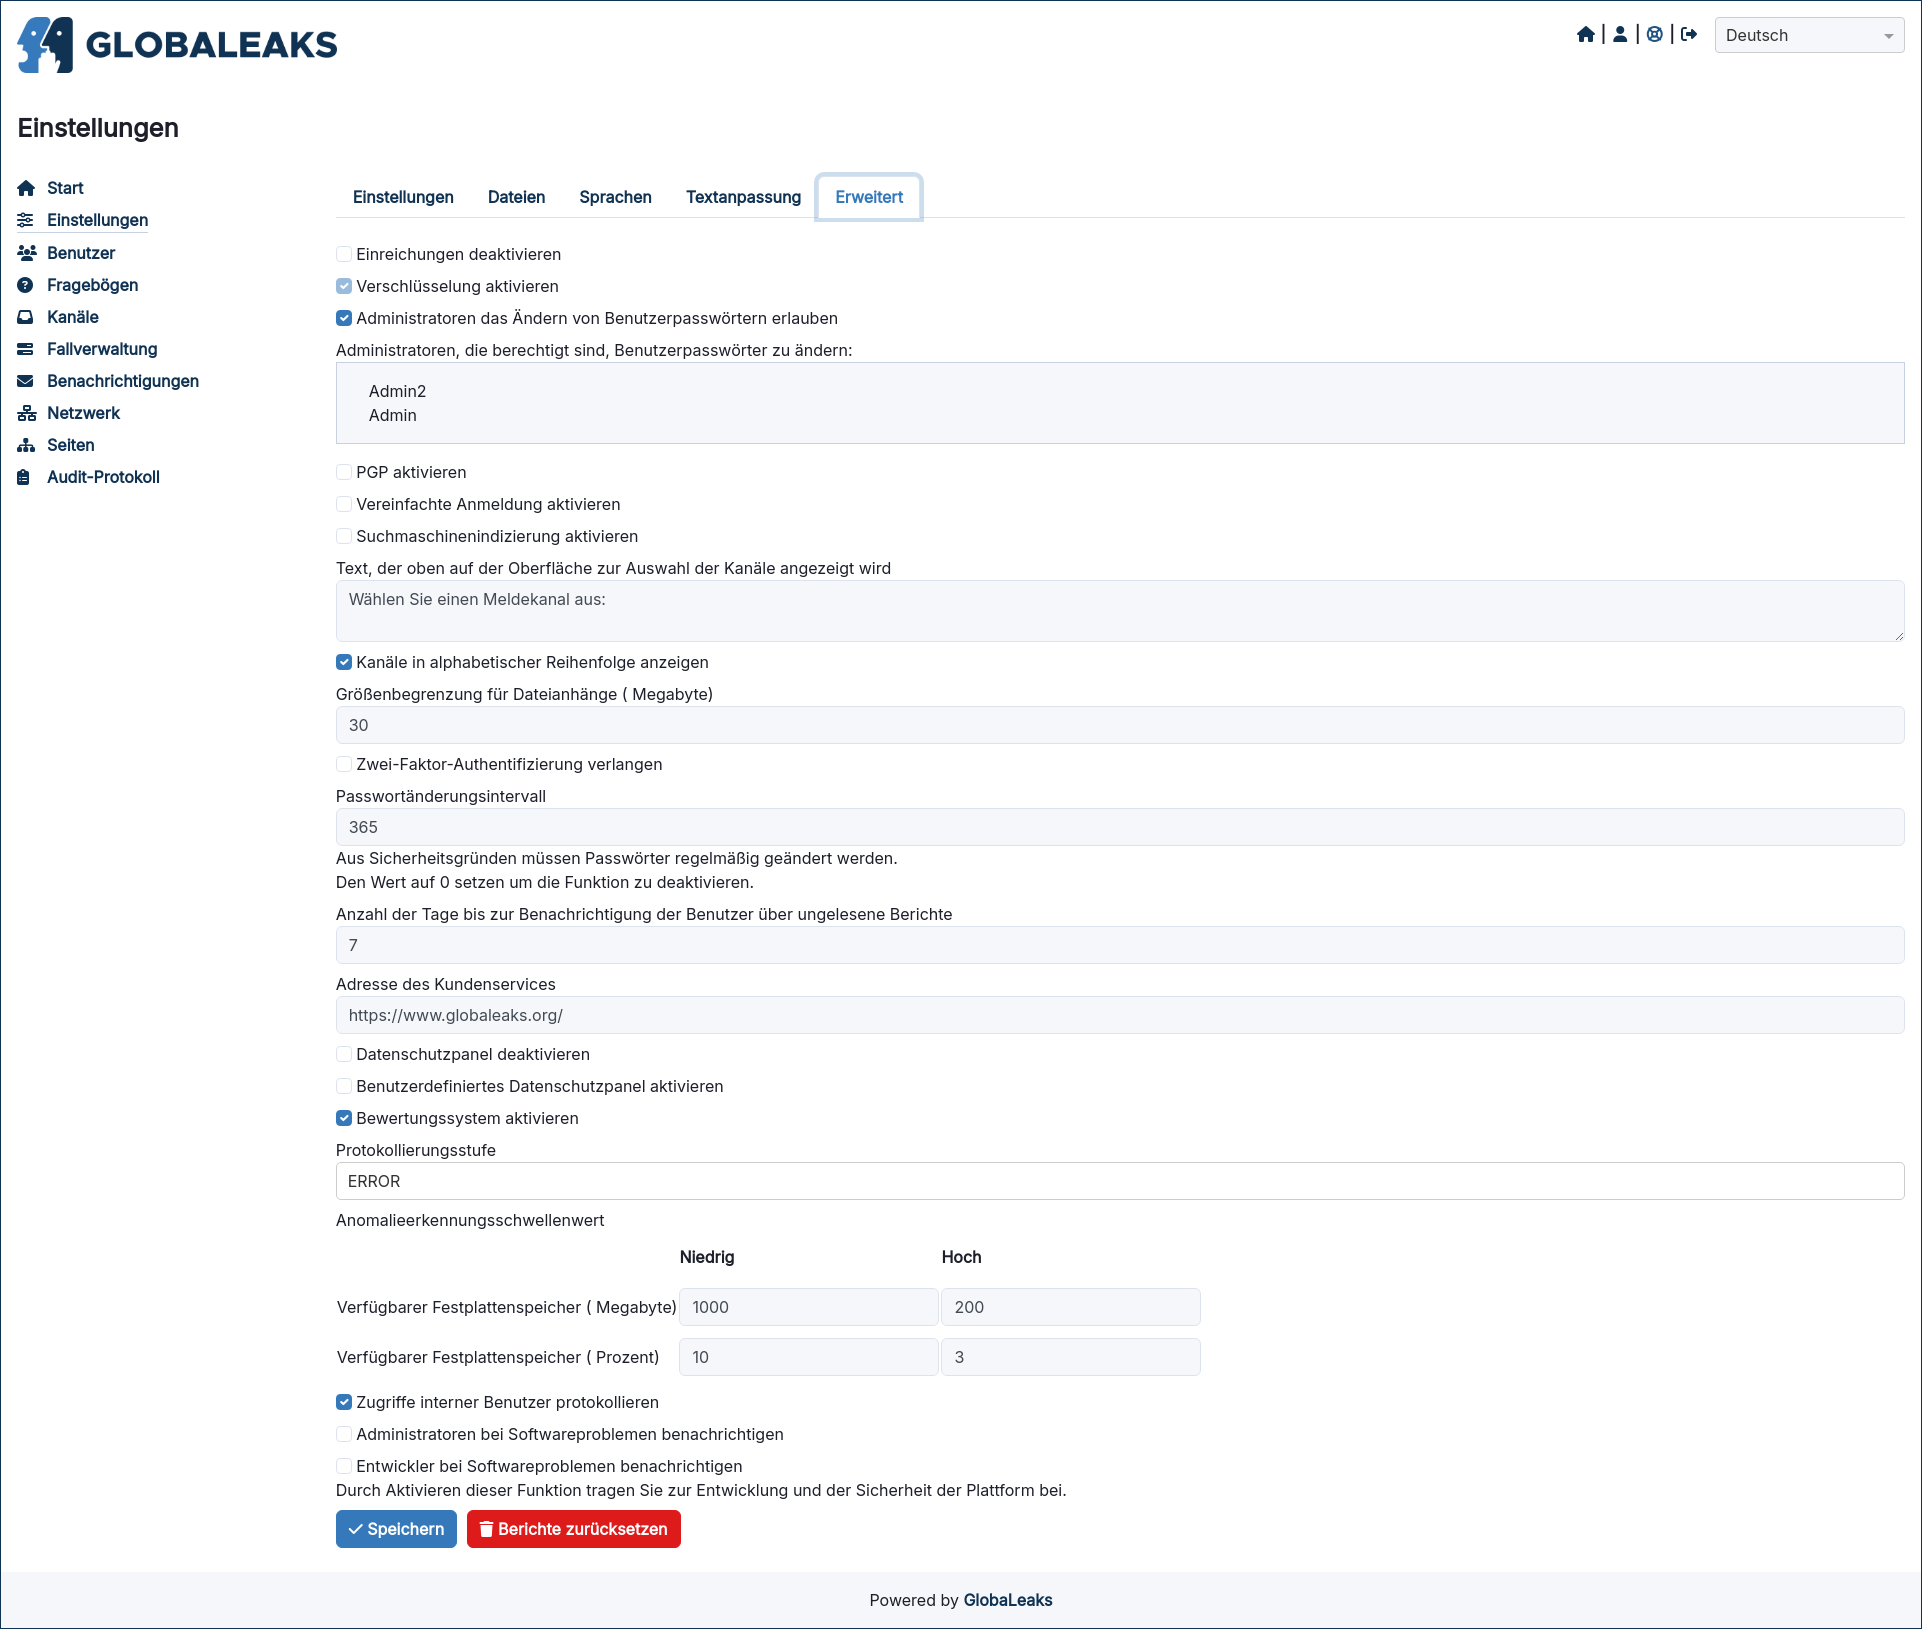 GLOBALEAKS
| | |
Deutsch
Einstellungen
Start
Einstellungen
Benutzer
Fragebögen
Kanäle
Fallverwaltung
Benachrichtigungen
Netzwerk
Seiten
Audit-Protokoll
Einstellungen Dateien Sprachen Textanpassung Erweitert
Einreichungen deaktivieren
Verschlüsselung aktivieren
Administratoren das Ändern von Benutzerpasswörtern erlauben
Administratoren, die berechtigt sind, Benutzerpasswörter zu ändern:
Admin2
Admin
PGP aktivieren
Vereinfachte Anmeldung aktivieren
Suchmaschinenindizierung aktivieren
Text, der oben auf der Oberfläche zur Auswahl der Kanäle angezeigt wird
Wählen Sie einen Meldekanal aus:
Kanäle in alphabetischer Reihenfolge anzeigen
Größenbegrenzung für Dateianhänge ( Megabyte)
30
Zwei-Faktor-Authentifizierung verlangen
Passwortänderungsintervall
365
Aus Sicherheitsgründen müssen Passwörter regelmäßig geändert werden.
Den Wert auf 0 setzen um die Funktion zu deaktivieren.
Anzahl der Tage bis zur Benachrichtigung der Benutzer über ungelesene Berichte
7
Adresse des Kundenservices
https://www.globaleaks.org/
Datenschutzpanel deaktivieren
Benutzerdefiniertes Datenschutzpanel aktivieren
Bewertungssystem aktivieren
Protokollierungsstufe
ERROR
Anomalieerkennungsschwellenwert
Niedrig Hoch
Verfügbarer Festplattenspeicher ( Megabyte) 1000 200
Verfügbarer Festplattenspeicher ( Prozent) 10 3
Zugriffe interner Benutzer protokollieren
Administratoren bei Softwareproblemen benachrichtigen
Entwickler bei Softwareproblemen benachrichtigen
Durch Aktivieren dieser Funktion tragen Sie zur Entwicklung und der Sicherheit der Plattform bei.
Speichern Berichte zurücksetzen
Powered by GlobaLeaks